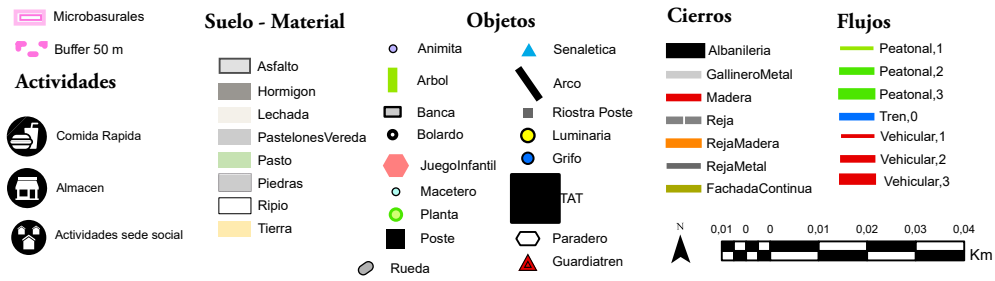 Microbasurales
Buffer 50 m
Actividades
Comida Rapida
Almacen
Actividades sede social
Suelo - Material
Asfalto
Hormigon
Lechada
PastelonesVereda
Pasto
Piedras
Ripio
Tierra
Objetos
Animita
Arbol
Banca
Bolardo
JuegoInfantil
Macetero
Planta
Poste
Rueda
Senaletica
Arco
Riostra Poste
Luminaria
Grifo
TAT
Paradero
Guardiatren
Cierros
Albanileria
GallineroMetal
Madera
Reja
RejaMadera
RejaMetal
FachadaContinua
Flujos
Peatonal,1
Peatonal,2
Peatonal,3
Tren,0
Vehicular,1
Vehicular,2
Vehicular,3
N
0,01 0 0 0,01 0,02 0,03 0,04
Km